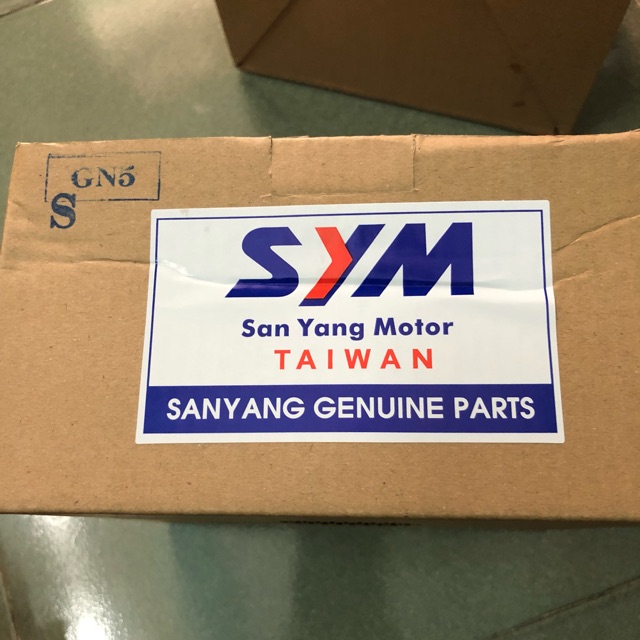 GN5
S
SYM
San Yang Motor
TAIWAN
SANYANG GENUINE PARTS